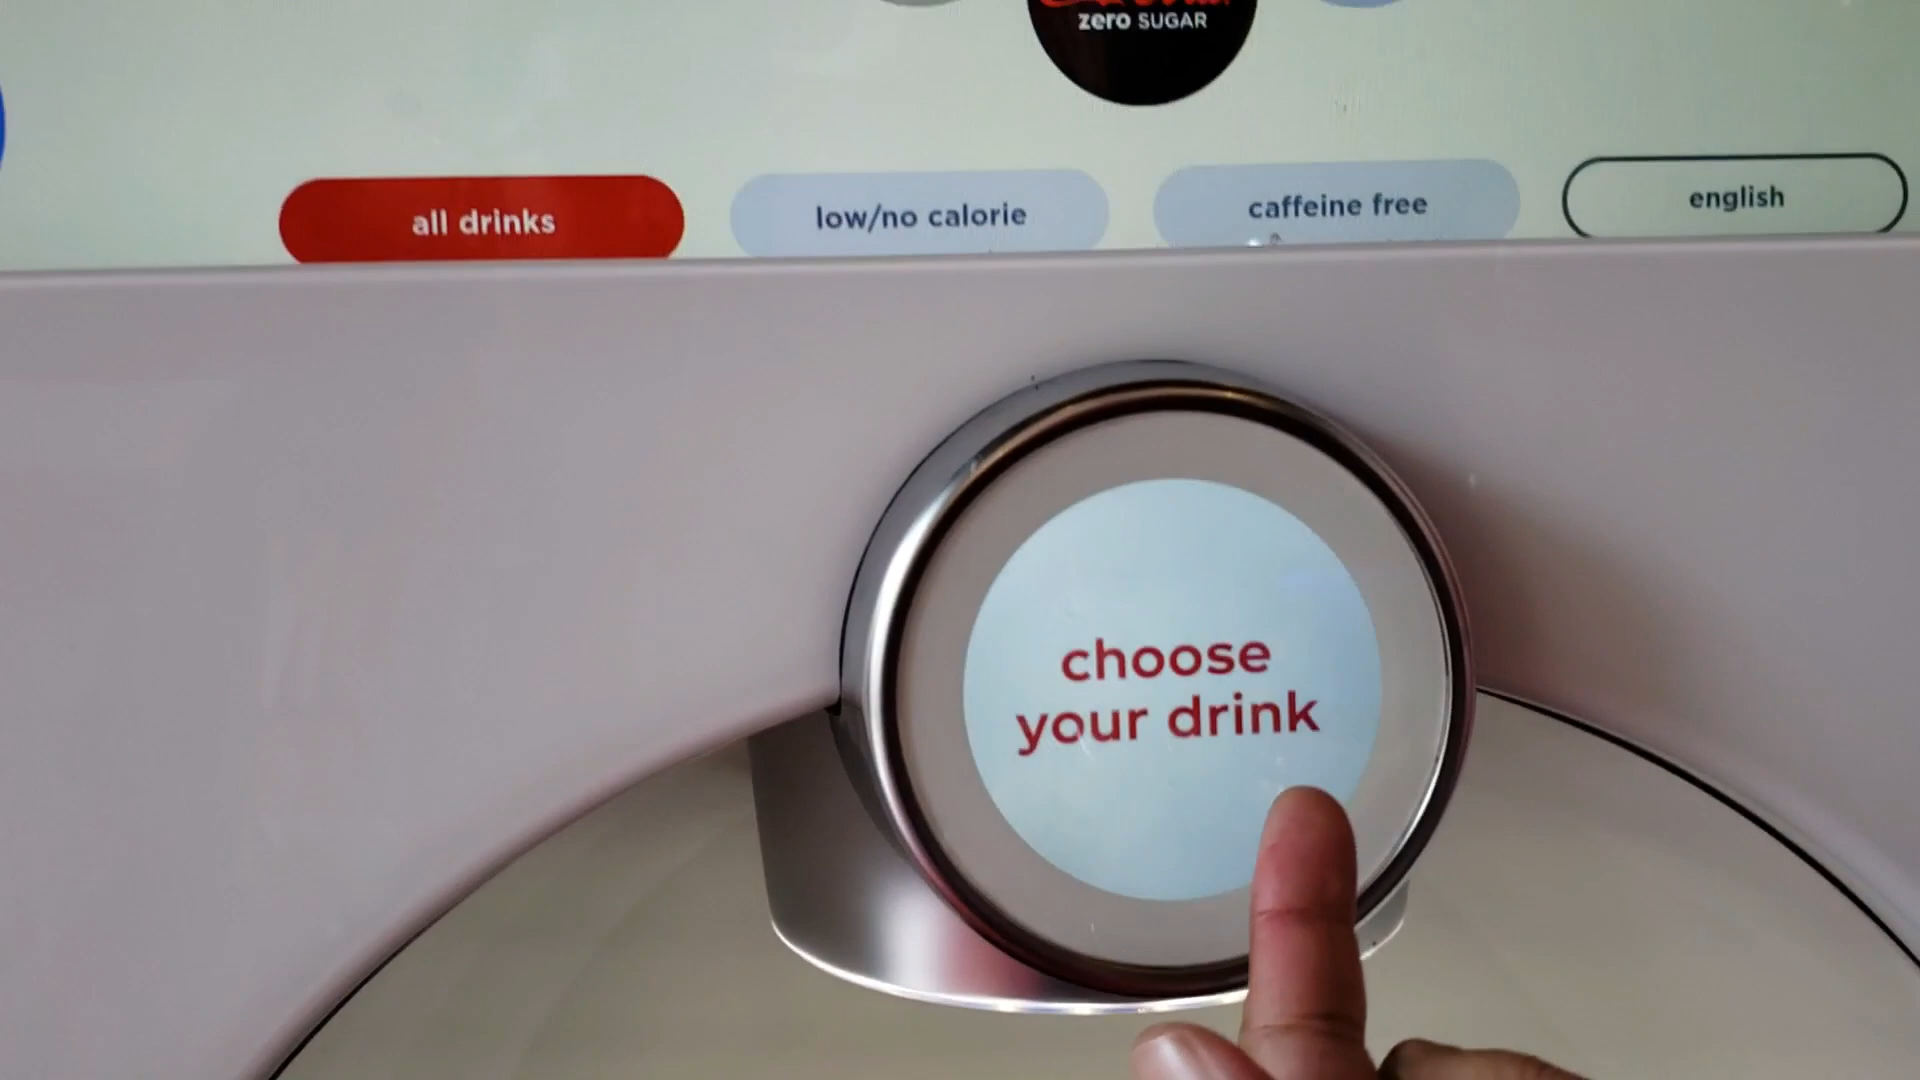 zero SUGAR
all drinks
low/no calorie
caffeine free
english
choose
your drink